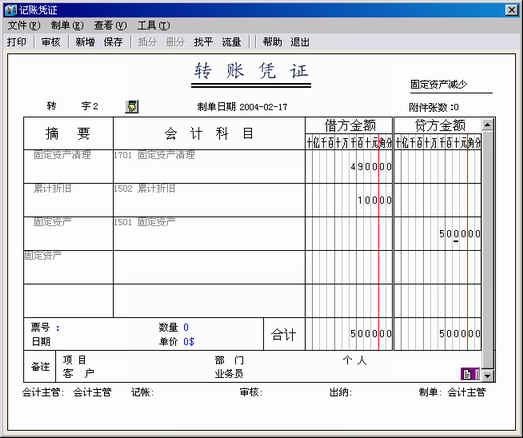 记账凭证
文件(F) 制单(E) 查看(V) 工具(T)
打印 审核 新增 保存 插分 删分 找平 流量 帮助 退出
转 账 凭 证
固定资产减少
转 字2 制单日期 2004-02-17 附件张数:0
摘 要 会 计 科 目 借方金额 贷方金额
十亿千百十万千百十元角分 十亿千百十万千百十元角分
固定资产清理 1701 固定资产清理 490000
累计折旧 1502 累计折旧 10000
固定资产 1501 固定资产 500000
固定资产
票号 : 数量 0 合计 500000 500000
日期 单价 0$
备注 项 目 部 门 个 人
客 户 业务员
会计主管: 会计主管 记帐: 审核: 出纳: 制单: 会计主管